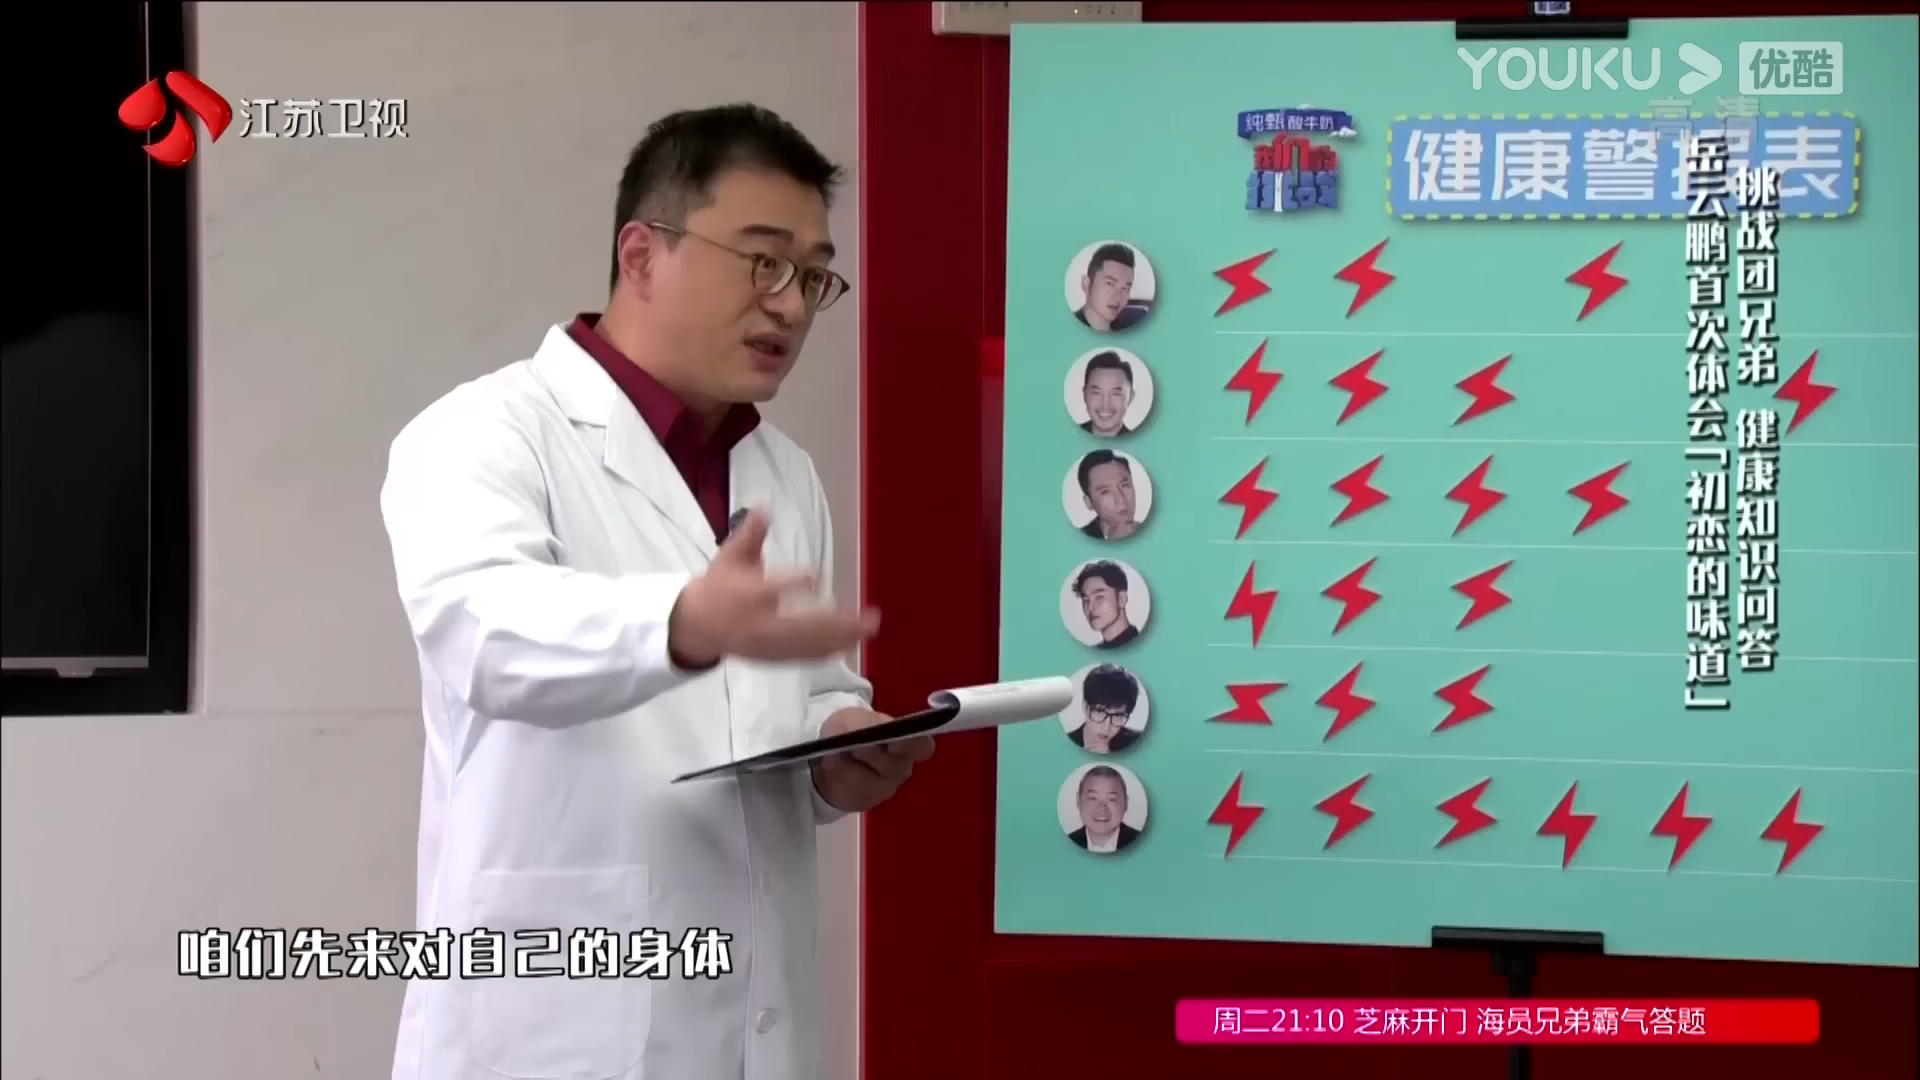 YOUKU 优酷
高清
江苏卫视
纯甄酸牛奶
我们的
挑战
健康警报表
挑战团兄弟 健康知识问答
岳云鹏首次体会「初恋的味道」
咱们先来对自己的身体
周二21:10 芝麻开门 海员兄弟霸气答题